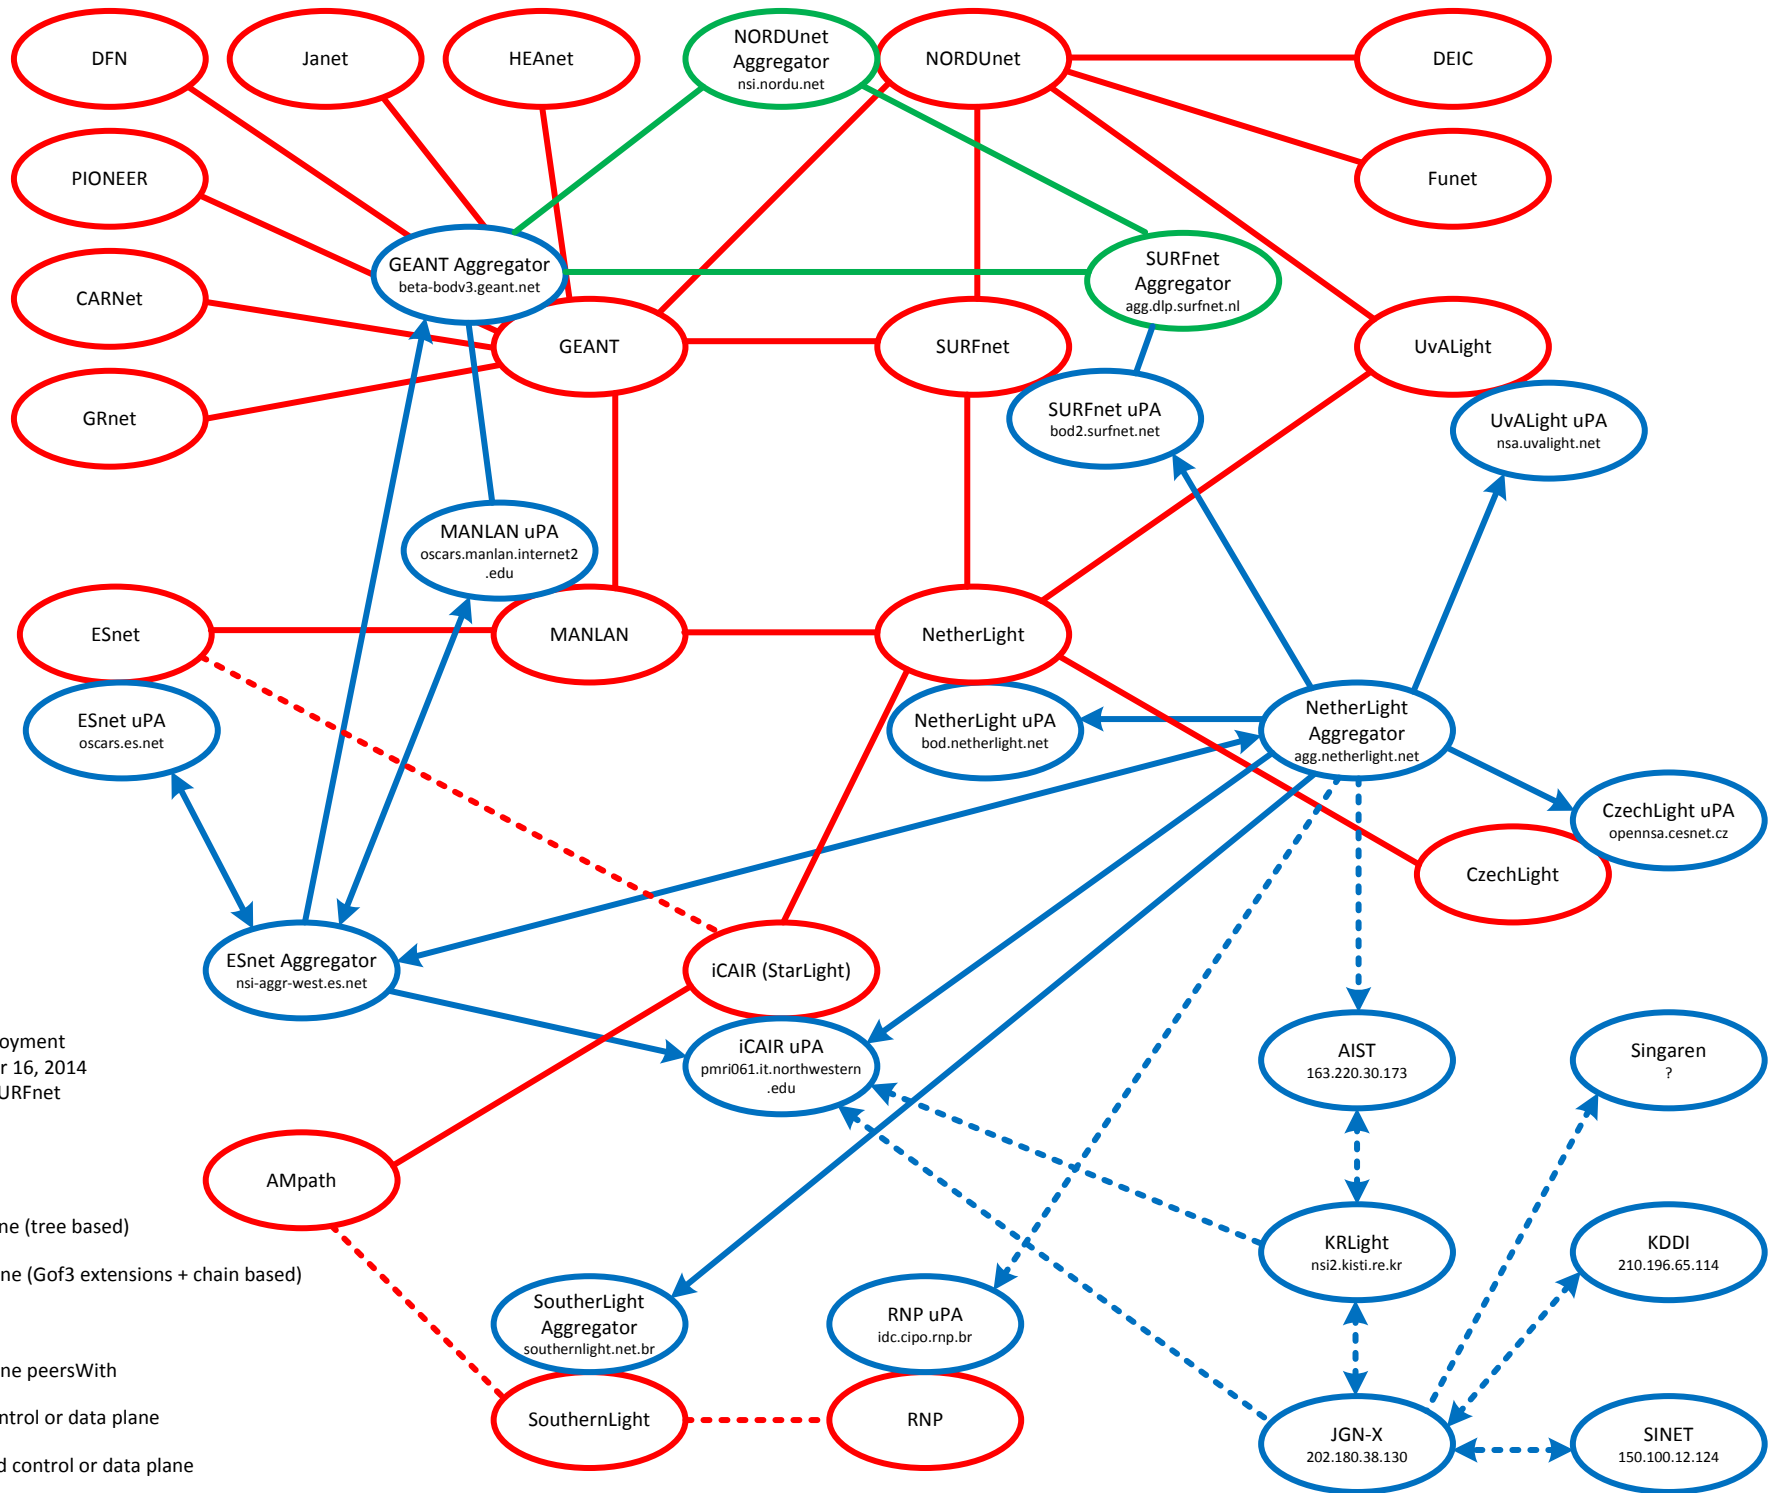 DFN
Janet
HEAnet
NORDUnet
Aggregator
nsi.nordu.net
NORDUnet
DEIC
PIONEER
Funet
GEANT Aggregator
beta-bodv3.geant.net
SURFnet
Aggregator
agg.dlp.surfnet.nl
CARNet
GEANT
SURFnet
UvALight
GRnet
SURFnet uPA
bod2.surfnet.net
UvALight uPA
nsa.uvalight.net
MANLAN uPA
oscars.manlan.internet2
.edu
ESnet
MANLAN
NetherLight
ESnet uPA
oscars.es.net
NetherLight uPA
bod.netherlight.net
NetherLight
Aggregator
agg.netherlight.net
CzechLight uPA
opennsa.cesnet.cz
CzechLight
ESnet Aggregator
nsi-aggr-west.es.net
iCAIR (StarLight)
oyment
r 16, 2014
URFnet
iCAIR uPA
pmri061.it.northwestern
.edu
AIST
163.220.30.173
Singaren
?
AMpath
ne (tree based)
ne (Gof3 extensions + chain based)
KRLight
nsi2.kisti.re.kr
KDDI
210.196.65.114
SoutherLight
Aggregator
southernlight.net.br
RNP uPA
idc.cipo.rnp.br
ne peersWith
ntrol or data plane
d control or data plane
SouthernLight
RNP
JGN-X
202.180.38.130
SINET
150.100.12.124